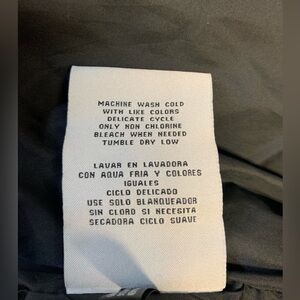 MACHINE WASH COLD
WITH LIKE COLORS
DELICATE CYCLE
ONLY NON CHLORINE
BLEACH WHEN NEEDED
TUMBLE DRY LOW
LAVAR EN LAVADORA
CON AQUA FRIA Y COLORES
IGUALES
CICLO DELICADO
USE SOLO BLANQUEADOR
SIN CLORO SI NECESITA
SECADORA CICLO SUAVE